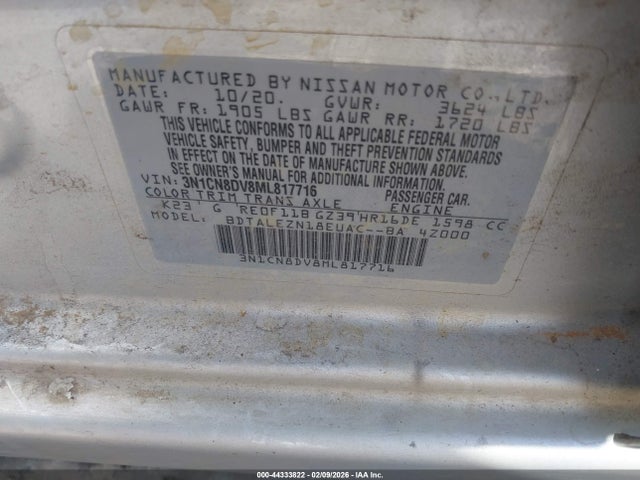 MANUFACTURED BY NISSAN MOTOR CO., LTD.
DATE: 10/20. GVWR: 3624 LBS
GAWR FR: 1905 LBS GAWR RR: 1720 LBS
THIS VEHICLE CONFORMS TO ALL APPLICABLE FEDERAL MOTOR
VEHICLE SAFETY, BUMPER AND THEFT PREVENTION STANDARDS
IN EFFECT ON THE DATE OF MANUFACTURE SHOWN ABOVE.
SEE OWNER'S MANUAL FOR ADDITIONAL INFORMATION.
VIN: 3N1CN8DV8ML817716 PASSENGER CAR.
COLOR TRIM TRANS AXLE ENGINE
K23 G RE0F11B GZ39 HR16DE 1598 CC
MODEL: BDTALEZN18EUAC--BA 42000
3N1CN8DV8ML817716
000-44333822 - 02/09/2026 - Copyright IAA, Inc.